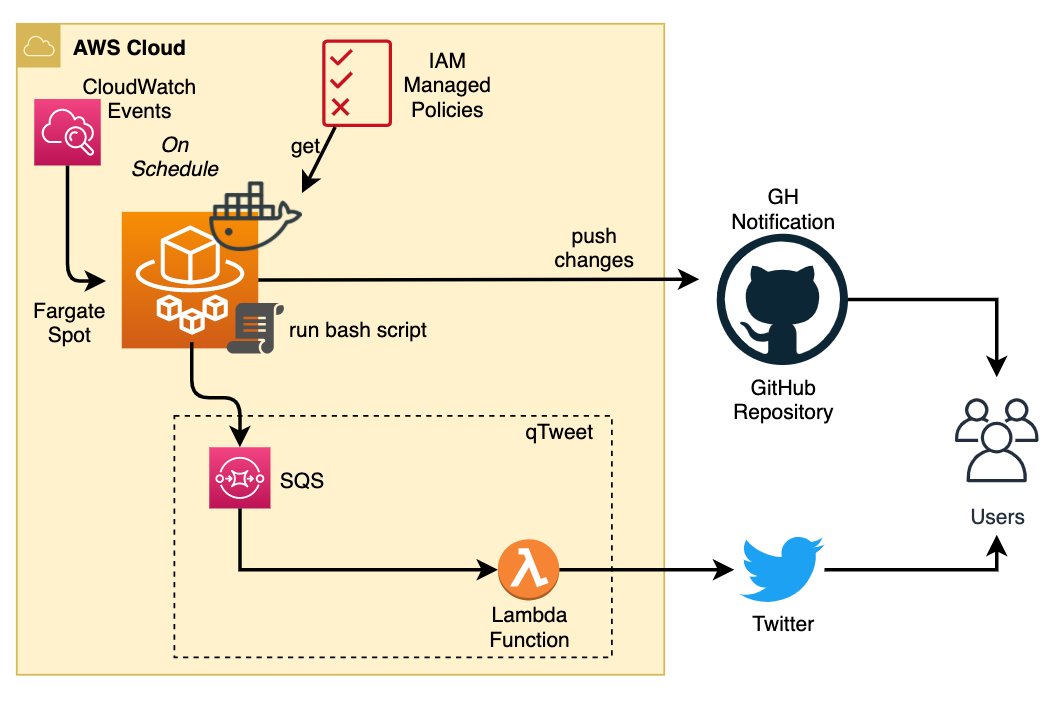 AWS Cloud
CloudWatch
Events
IAM
Managed
Policies
On
Schedule
get
GH
Notification
push
changes
Fargate
Spot
run bash script
GitHub
Repository
qTweet
SQS
Users
Lambda
Function
Twitter